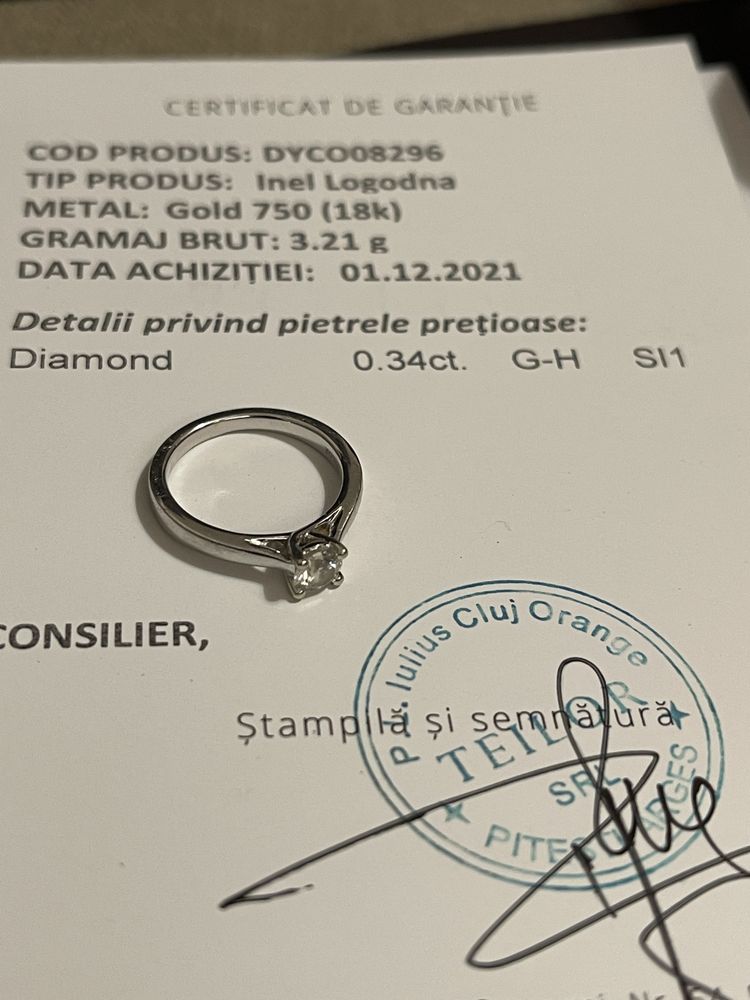 CERTIFICAT DE GARANȚIE
COD PRODUS: DYCO08296
TIP PRODUS: Inel Logodna
METAL: Gold 750 (18k)
GRAMAJ BRUT: 3.21 g
DATA ACHIZIȚIEI: 01.12.2021
Detalii privind pietrele prețioase:
Diamond 0.34ct. G-H SI1
CONSILIER,
Ștampilă și semnătură
Iulius Cluj Orange
TEILOR
SRL
ARGES